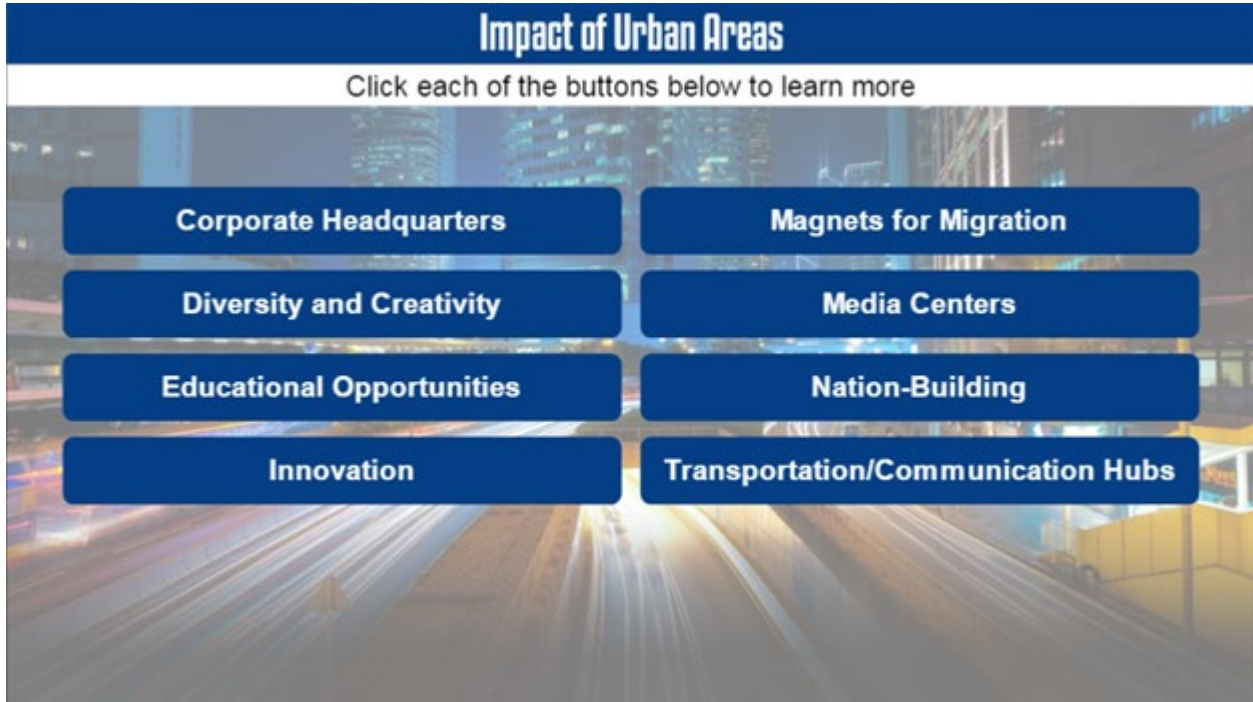 Impact of Urban Areas
Click each of the buttons below to learn more
Corporate Headquarters
Magnets for Migration
Diversity and Creativity
Media Centers
Educational Opportunities
Nation-Building
Innovation
Transportation/Communication Hubs